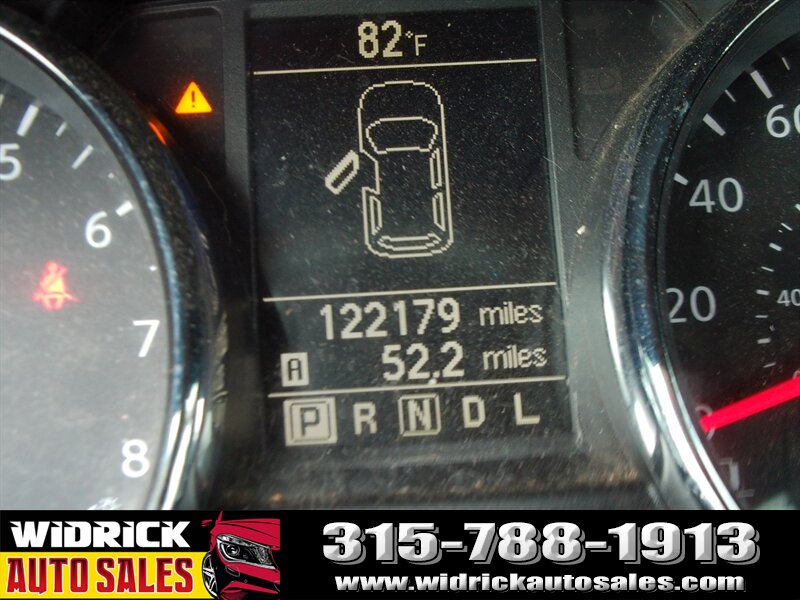 82°F
5
6
7
8
60
40
20
40
0
122179 miles
A 52.2 miles
P R N D L
WIDRICK
AUTO SALES
315-788-1913
www.widrickautosales.com